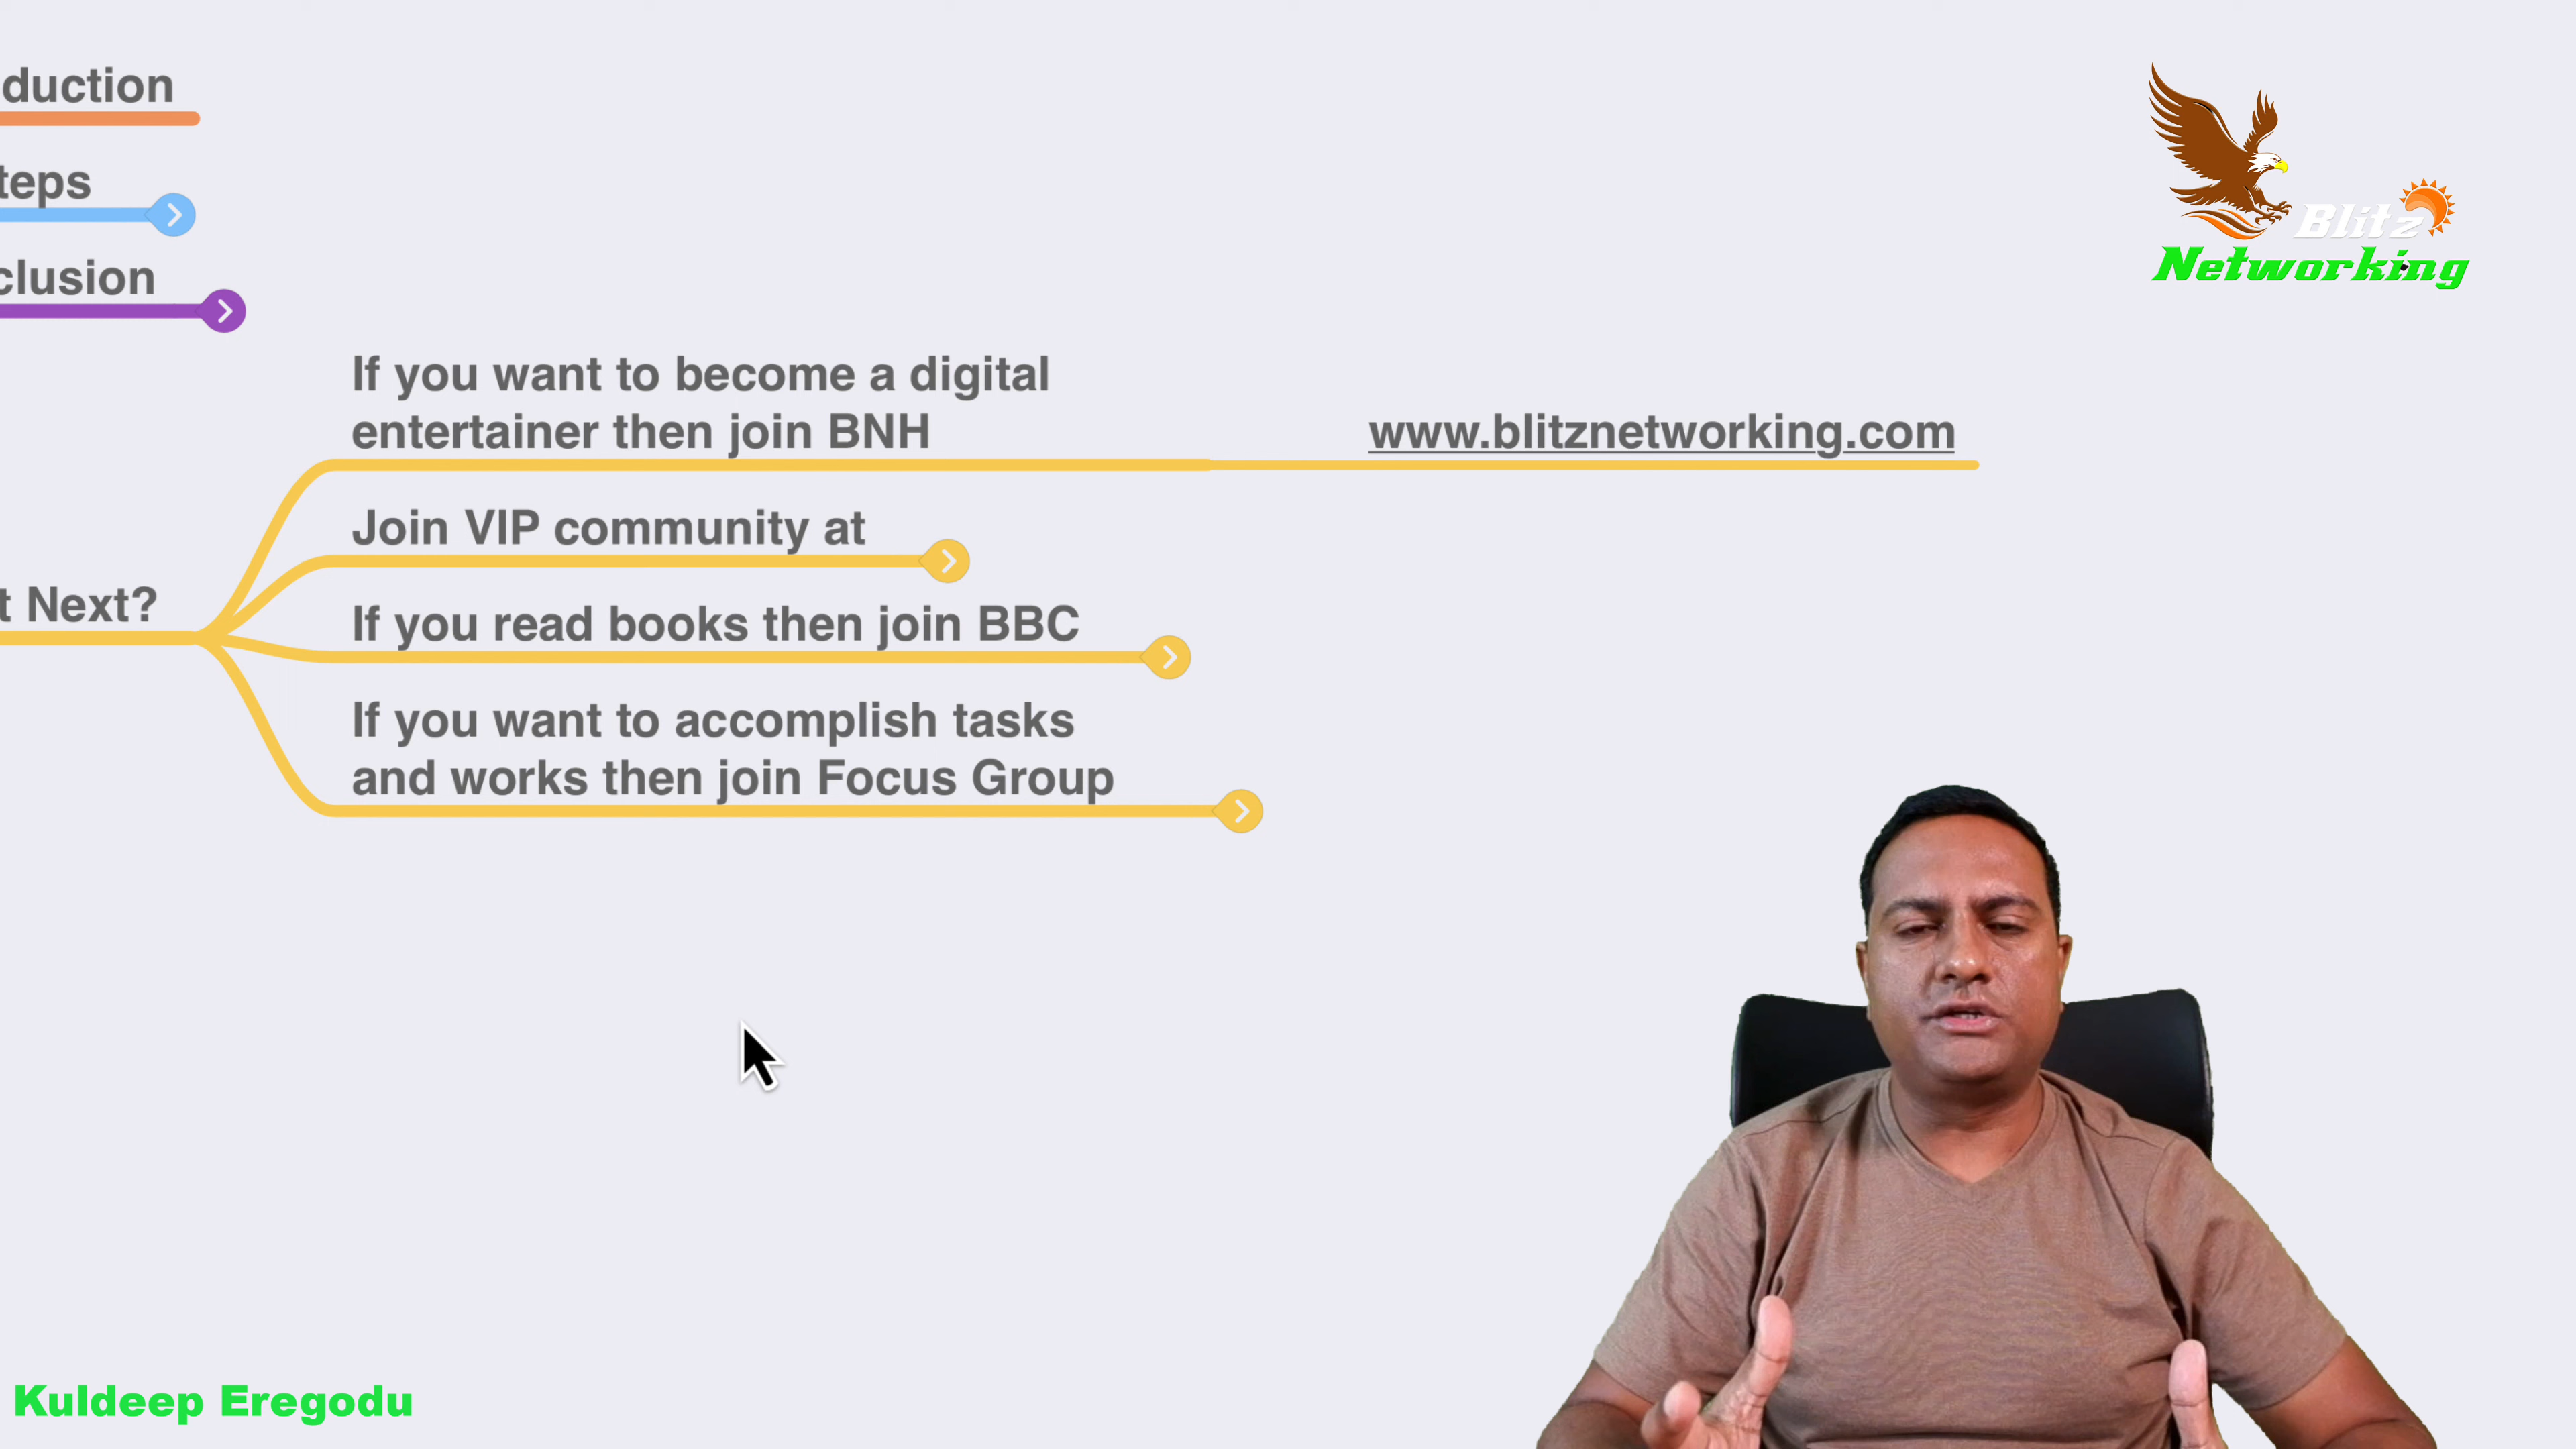 duction
teps
clusion
If you want to become a digital
entertainer then join BNH
www.blitznetworking.com
Join VIP community at
t Next?
If you read books then join BBC
If you want to accomplish tasks
and works then join Focus Group
Blitz
Networking
Kuldeep Eregodu